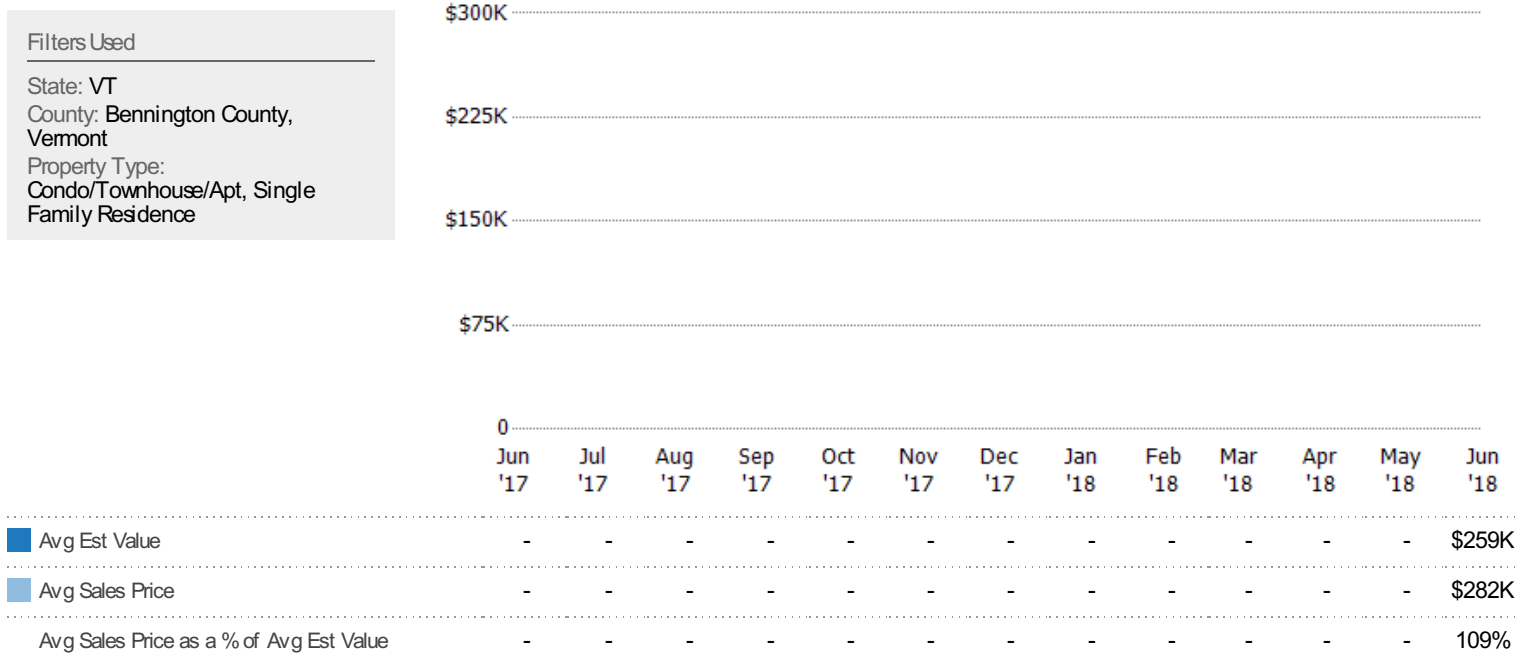 Filters Used
State: VT
County: Bennington County,
Vermont
Property Type:
Condo/Townhouse/Apt, Single
Family Residence
$300K
$225K
$150K
$75K
0
Jun Jul Aug Sep Oct Nov Dec Jan Feb Mar Apr May Jun
'17 '17 '17 '17 '17 '17 '17 '18 '18 '18 '18 '18 '18
Avg Est Value - - - - - - - - - - - - $259K
Avg Sales Price - - - - - - - - - - - - $282K
Avg Sales Price as a % of Avg Est Value - - - - - - - - - - - - 109%